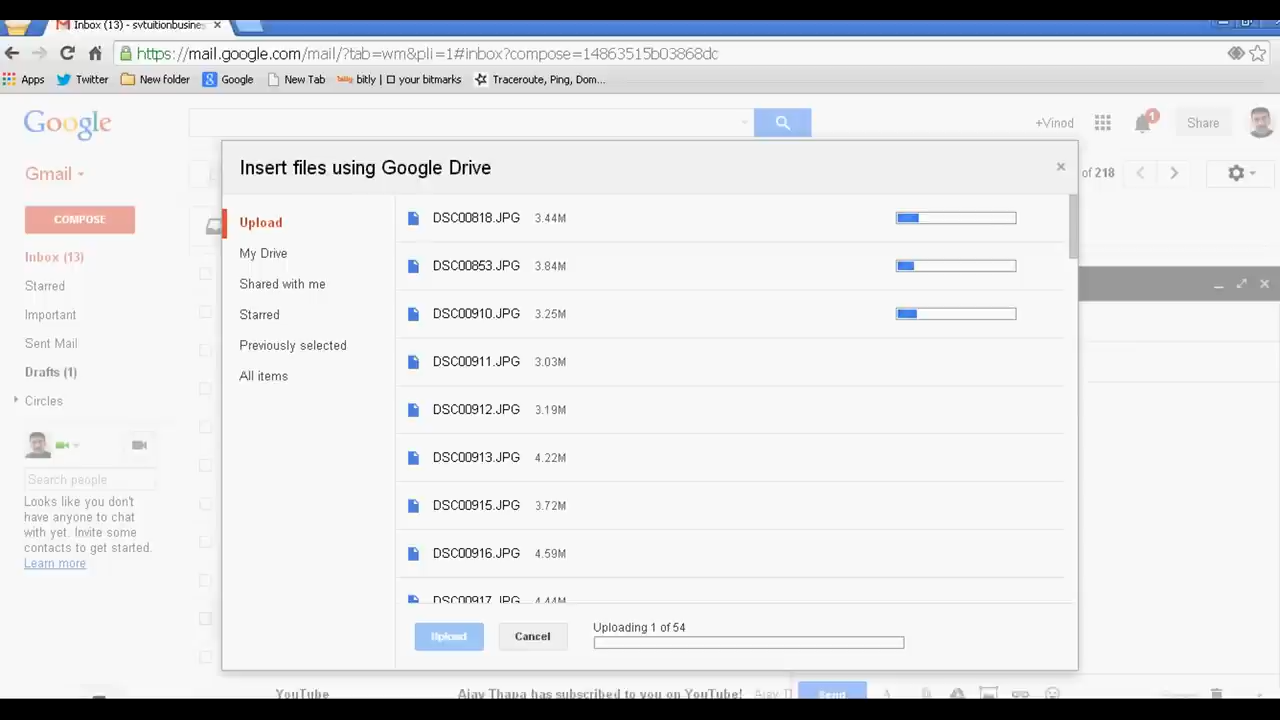 Inbox (13) - svtuitionbusines
https://mail.google.com/mail/?tab=wm&pli=1#inbox?compose=14863515b03868dc
Apps Twitter New folder Google New Tab bitly | ☐ your bitmarks Traceroute, Ping, Dom...
Google
+Vinod
1
Share
Insert files using Google Drive
Gmail
of 218
COMPOSE
Inbox (13)
Starred
Important
Sent Mail
Drafts (1)
Circles
Search people
Looks like you don't
have anyone to chat
with yet. Invite some
contacts to get started.
Learn more
Upload
My Drive
Shared with me
Starred
Previously selected
All items
DSC00818.JPG 3.44M
DSC00853.JPG 3.84M
DSC00910.JPG 3.25M
DSC00911.JPG 3.03M
DSC00912.JPG 3.19M
DSC00913.JPG 4.22M
DSC00915.JPG 3.72M
DSC00916.JPG 4.59M
DSC00917.JPG 4.44M
Upload Cancel Uploading 1 of 54
YouTube Ajay Thapa has subscribed to you on YouTube! Send